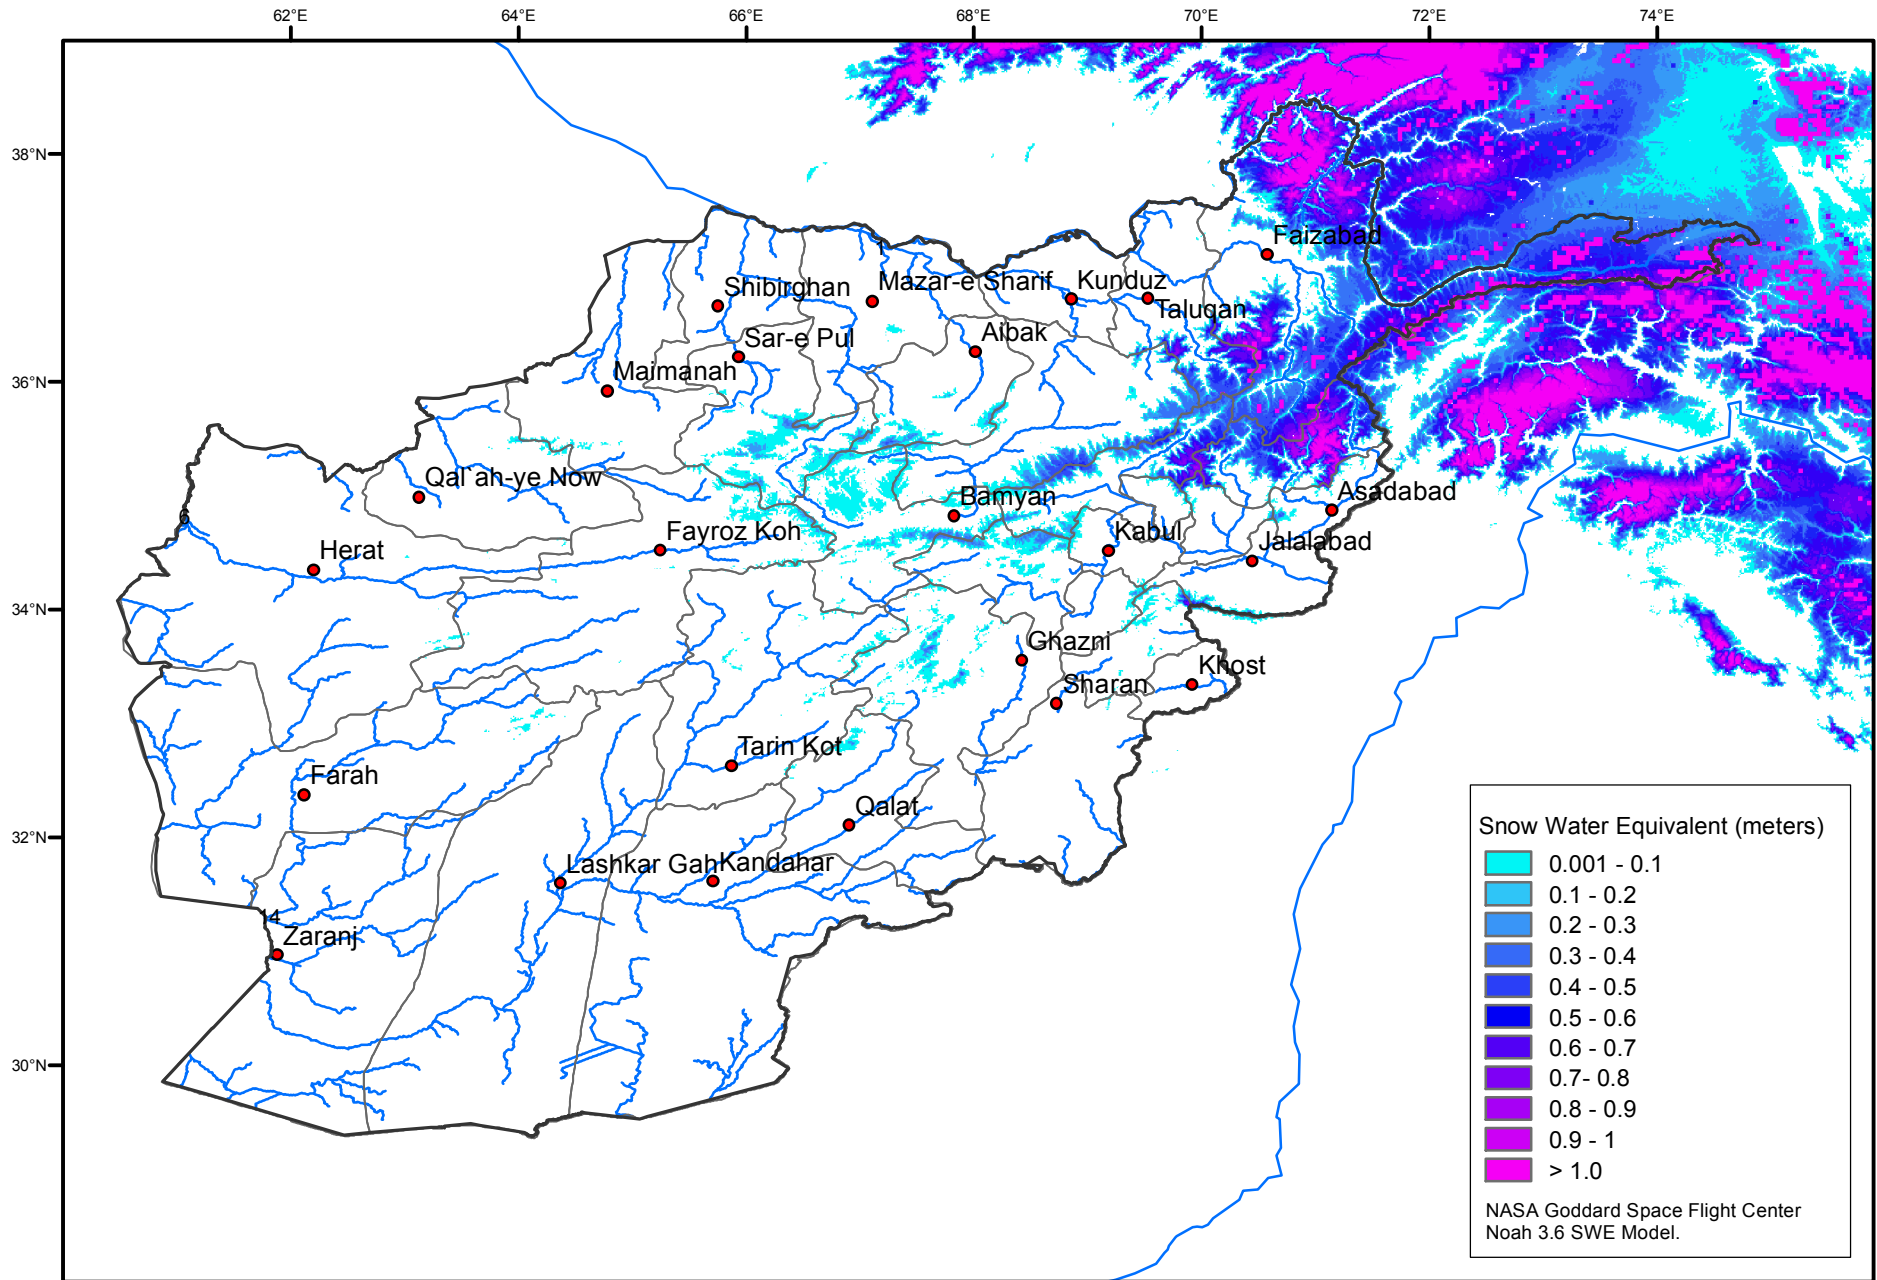 62°E 64°E 66°E 68°E 70°E 72°E 74°E
38°N
36°N
34°N
32°N
30°N
Faizabad
1
Shibirghan
Mazar-e Sharif
Kunduz
Taluqan
Sar-e Pul
Aibak
Maimanah
Qal ah-ye Now
Bamyan
Asadabad
6
Fayroz Koh
Kabul
Jalalabad
Herat
Ghazni
Khost
Sharan
Tarin Kot
Farah
Qalat
Lashkar Gah
Kandahar
14
Zaranj
Snow Water Equivalent (meters)
0.001 - 0.1
0.1 - 0.2
0.2 - 0.3
0.3 - 0.4
0.4 - 0.5
0.5 - 0.6
0.6 - 0.7
0.7- 0.8
0.8 - 0.9
0.9 - 1
> 1.0
NASA Goddard Space Flight Center
Noah 3.6 SWE Model.